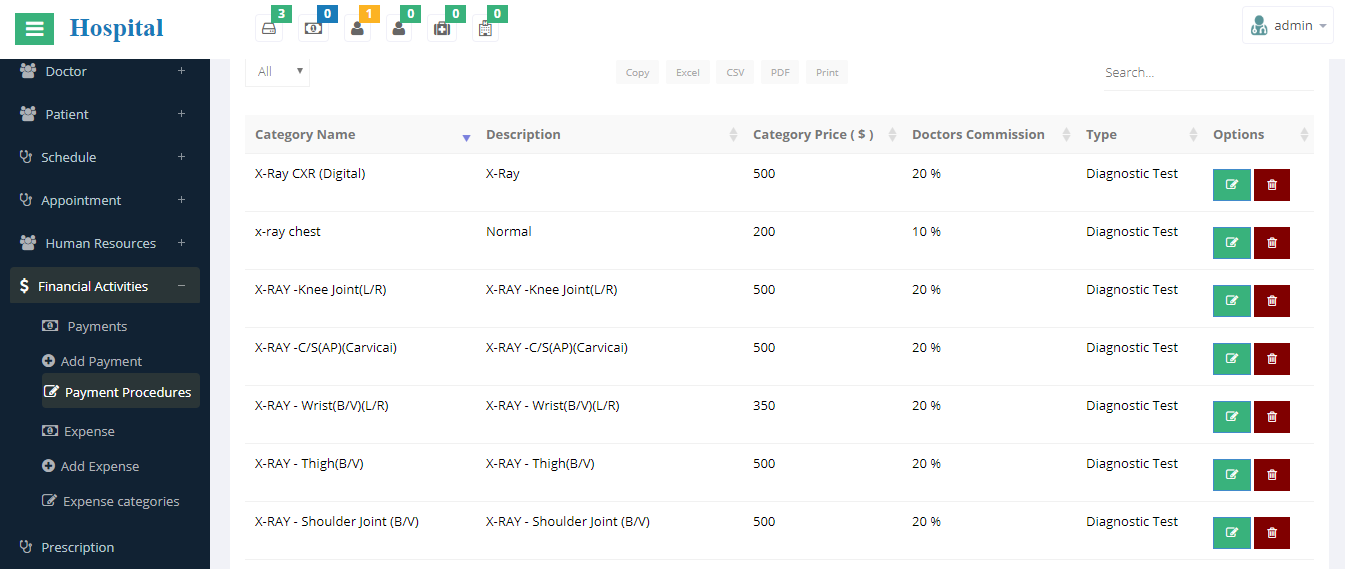 Hospital
3 0 1 0 0 0
admin
Doctor +
Patient +
Schedule +
Appointment +
Human Resources +
$ Financial Activities −
Payments
Add Payment
Payment Procedures
Expense
Add Expense
Expense categories
Prescription
All
Copy Excel CSV PDF Print
Search...
Category Name Description Category Price ( $ ) Doctors Commission Type Options
X-Ray CXR (Digital) X-Ray 500 20 % Diagnostic Test
x-ray chest Normal 200 10 % Diagnostic Test
X-RAY -Knee Joint(L/R) X-RAY -Knee Joint(L/R) 500 20 % Diagnostic Test
X-RAY -C/S(AP)(Carvicai) X-RAY -C/S(AP)(Carvicai) 500 20 % Diagnostic Test
X-RAY - Wrist(B/V)(L/R) X-RAY - Wrist(B/V)(L/R) 350 20 % Diagnostic Test
X-RAY - Thigh(B/V) X-RAY - Thigh(B/V) 500 20 % Diagnostic Test
X-RAY - Shoulder Joint (B/V) X-RAY - Shoulder Joint (B/V) 500 20 % Diagnostic Test